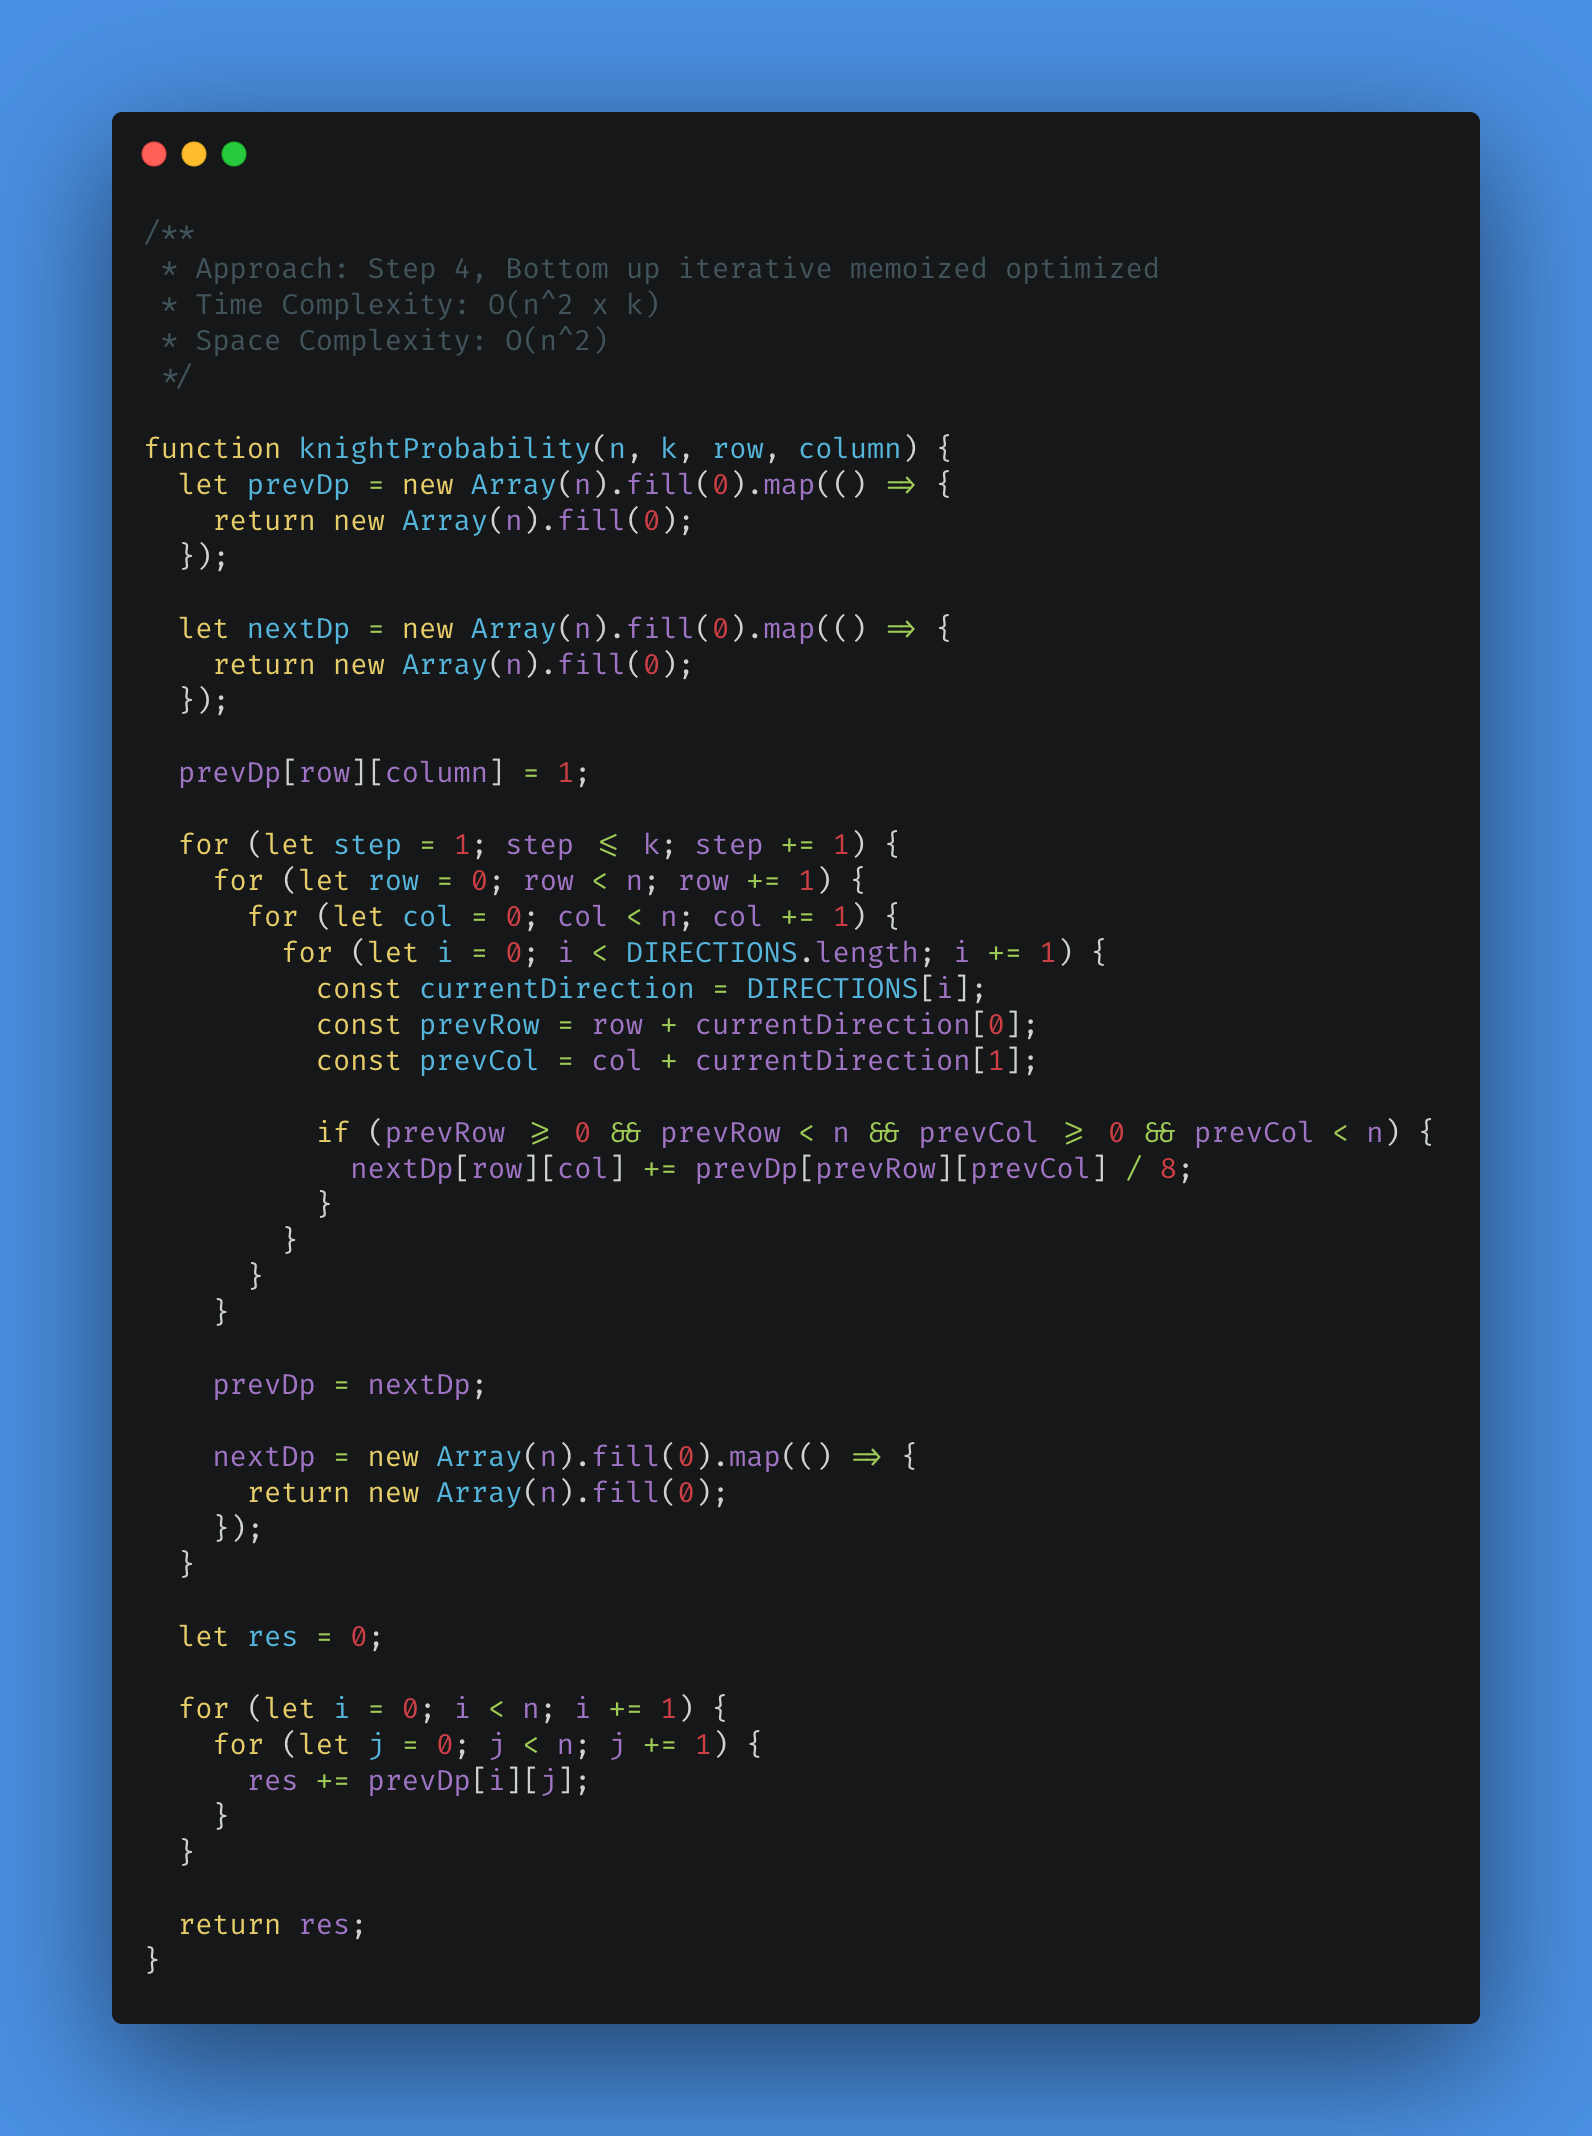 /**
 * Approach: Step 4, Bottom up iterative memoized optimized
 * Time Complexity: O(n^2 x k)
 * Space Complexity: O(n^2)
 */

function knightProbability(n, k, row, column) {
  let prevDp = new Array(n).fill(0).map(() => {
    return new Array(n).fill(0);
  });

  let nextDp = new Array(n).fill(0).map(() => {
    return new Array(n).fill(0);
  });

  prevDp[row][column] = 1;

  for (let step = 1; step <= k; step += 1) {
    for (let row = 0; row < n; row += 1) {
      for (let col = 0; col < n; col += 1) {
        for (let i = 0; i < DIRECTIONS.length; i += 1) {
          const currentDirection = DIRECTIONS[i];
          const prevRow = row + currentDirection[0];
          const prevCol = col + currentDirection[1];

          if (prevRow >= 0 && prevRow < n && prevCol >= 0 && prevCol < n) {
            nextDp[row][col] += prevDp[prevRow][prevCol] / 8;
          }
        }
      }
    }

    prevDp = nextDp;

    nextDp = new Array(n).fill(0).map(() => {
      return new Array(n).fill(0);
    });
  }

  let res = 0;

  for (let i = 0; i < n; i += 1) {
    for (let j = 0; j < n; j += 1) {
      res += prevDp[i][j];
    }
  }

  return res;
}